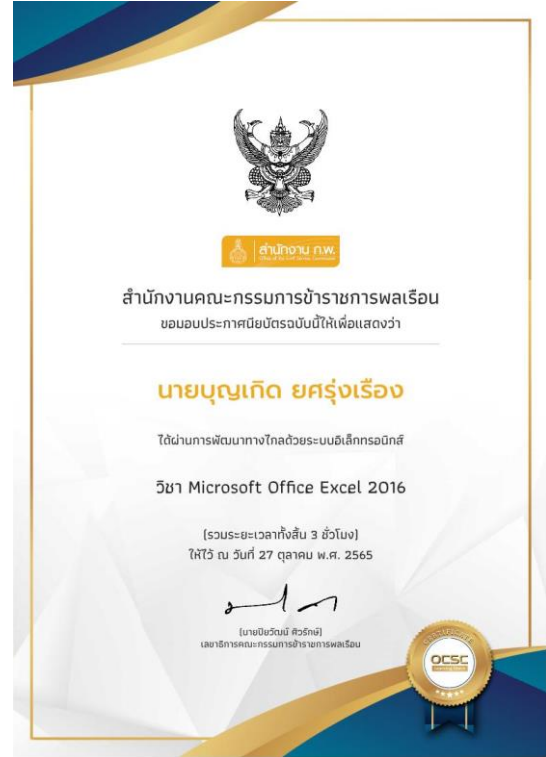 สำนักงาน ก.พ.
สำนักงานคณะกรรมการข้าราชการพลเรือน
ขอมอบประกาศนียบัตรฉบับนี้ให้เพื่อแสดงว่า
นายบุญเกิด ยศรุ่งเรือง
ได้ผ่านการพัฒนาทางไกลด้วยระบบอิเล็กทรอนิกส์
วิชา Microsoft Office Excel 2016
(รวมระยะเวลาทั้งสิ้น 3 ชั่วโมง)
ให้ไว้ ณ วันที่ 27 ตุลาคม พ.ศ. 2565
(นายปิยวัฒน์ ศิวรักษ์)
เลขาธิการคณะกรรมการข้าราชการพลเรือน
OCSC